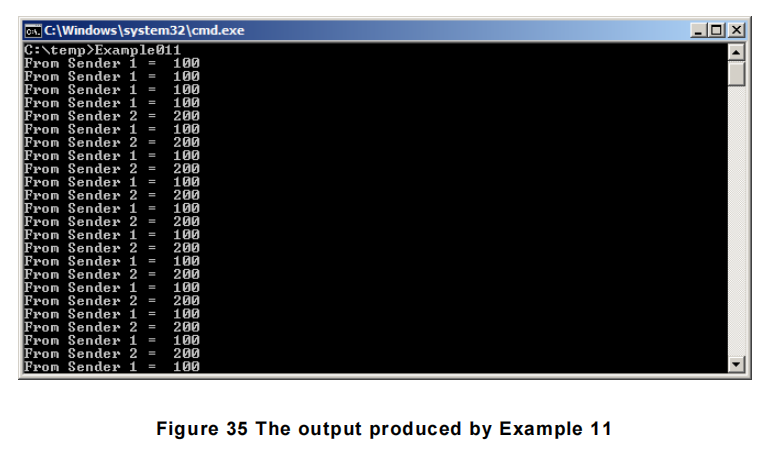 C:\Windows\system32\cmd.exe
C:\temp>Example011
From Sender 1 =  100
From Sender 1 =  100
From Sender 1 =  100
From Sender 1 =  100
From Sender 2 =  200
From Sender 1 =  100
From Sender 2 =  200
From Sender 1 =  100
From Sender 2 =  200
From Sender 1 =  100
From Sender 2 =  200
From Sender 1 =  100
From Sender 2 =  200
From Sender 1 =  100
From Sender 2 =  200
From Sender 1 =  100
From Sender 2 =  200
From Sender 1 =  100
From Sender 2 =  200
From Sender 1 =  100
From Sender 2 =  200
From Sender 1 =  100
From Sender 2 =  200
From Sender 1 =  100
Figure 35 The output produced by Example 11